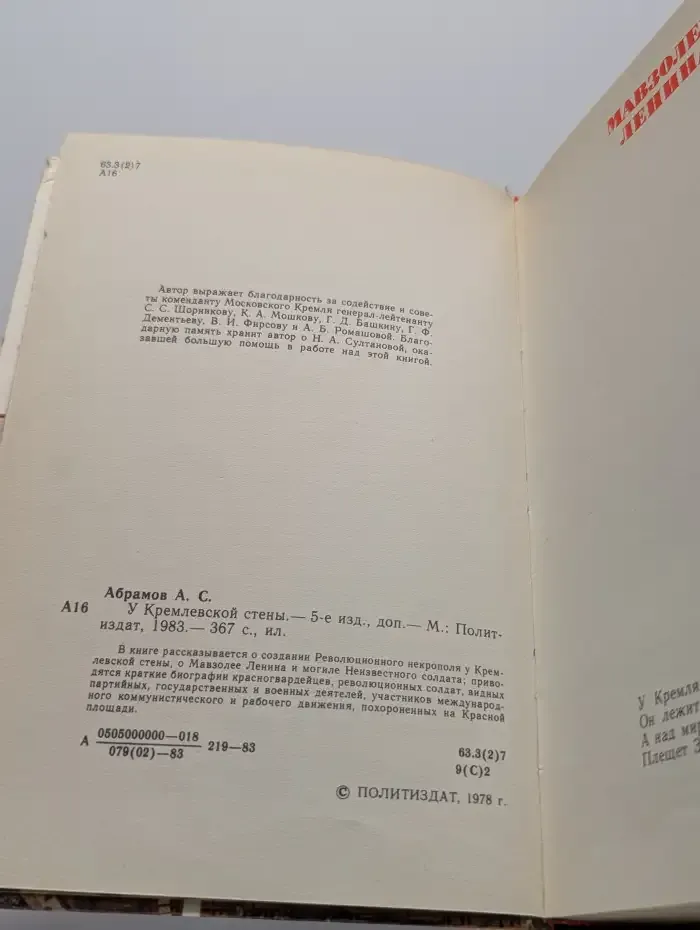 63.3(2)7
А16
Автор выражает благодарность за содействие и сове-
ты коменданту Московского Кремля генерал-лейтенанту
С. С. Шорникову, К. А. Мошкову, Г. Д. Башкину, Г. Ф.
Дементьеву, В. И. Фирсову и А. Б. Ромашовой. Благо-
дарную память хранит автор о Н. А. Султановой, ока-
завшей большую помощь в работе над этой книгой.
Абрамов А. С.
А16 У Кремлевской стены.— 5-е изд., доп.— М.: Полит-
издат, 1983.— 367 с., ил.
В книге рассказывается о создании Революционного некрополя у Крем-
левской стены, о Мавзолее Ленина и могиле Неизвестного солдата; приво-
дятся краткие биографии красногвардейцев, революционных солдат, видных
партийных, государственных и военных деятелей, участников международ-
ного коммунистического и рабочего движения, похороненных на Красной
площади.
А 0505000000—018
079(02)—83
219—83
63.3(2)7
9(С)2
© ПОЛИТИЗДАТ, 1978 г.
МАВЗОЛЕ
ЛЕНИНА
У Кремля
Он лежит
А над мир
Плещет З